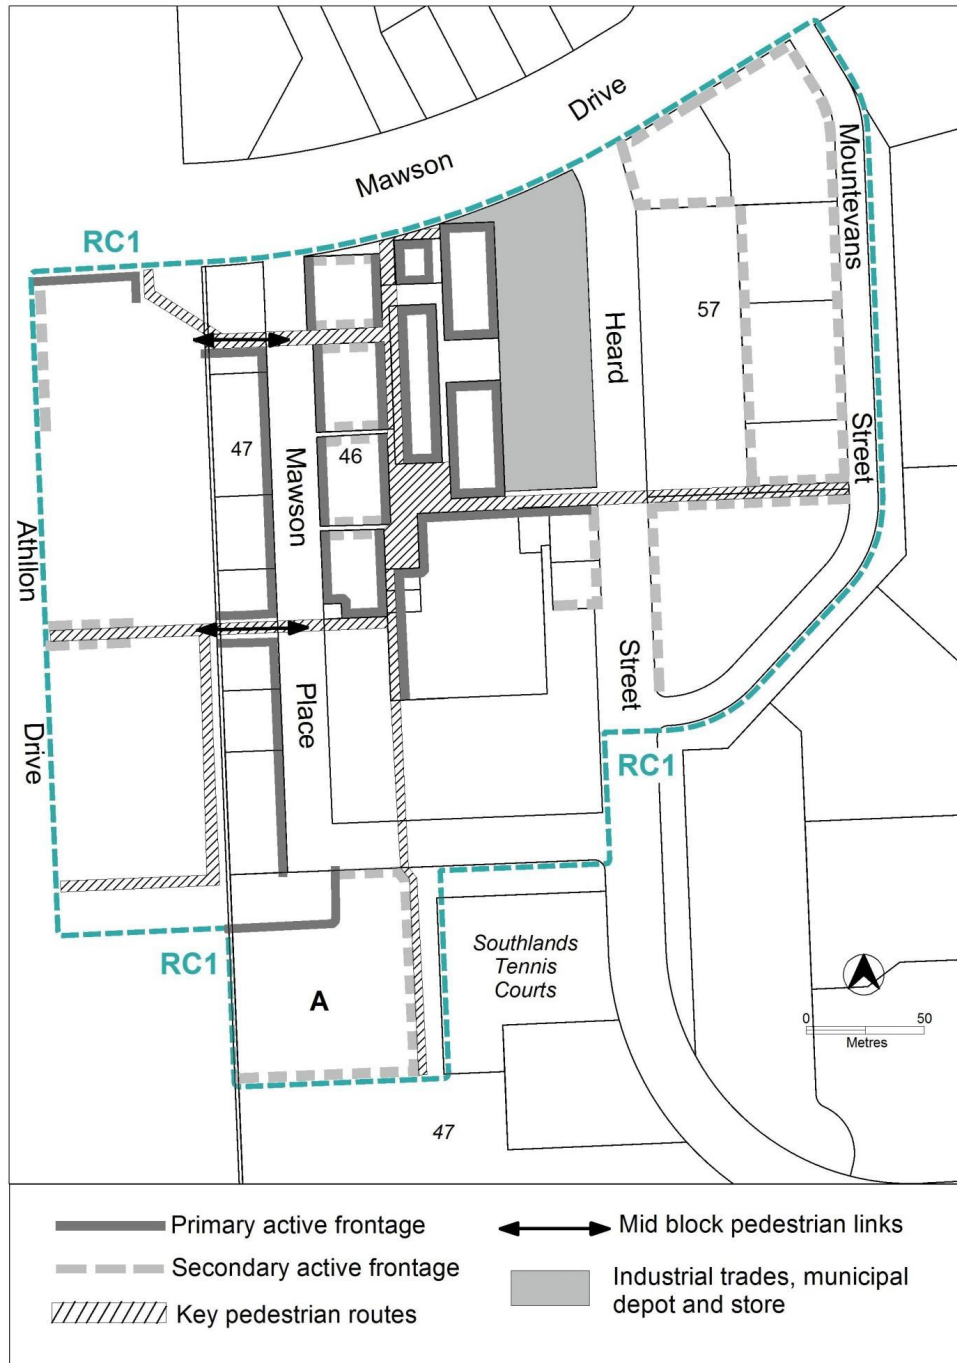 Drive
Mawson
RC1
Mountevans
Street
57
Heard
Street
47
46
Mawson
Place
Athllon
Drive
RC1
RC1
Southlands
Tennis
Courts
A
47
0 50
Metres
Primary active frontage
Secondary active frontage
Key pedestrian routes
Mid block pedestrian links
Industrial trades, municipal
depot and store